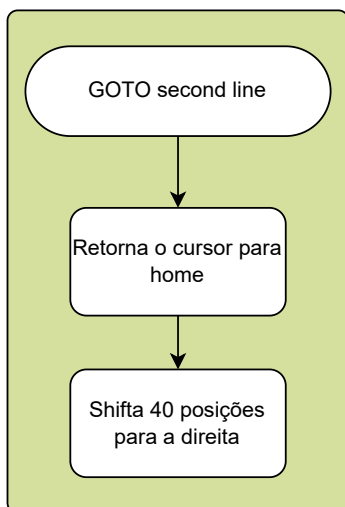 GOTO second line
Retorna o cursor para
home
Shifta 40 posições
para a direita